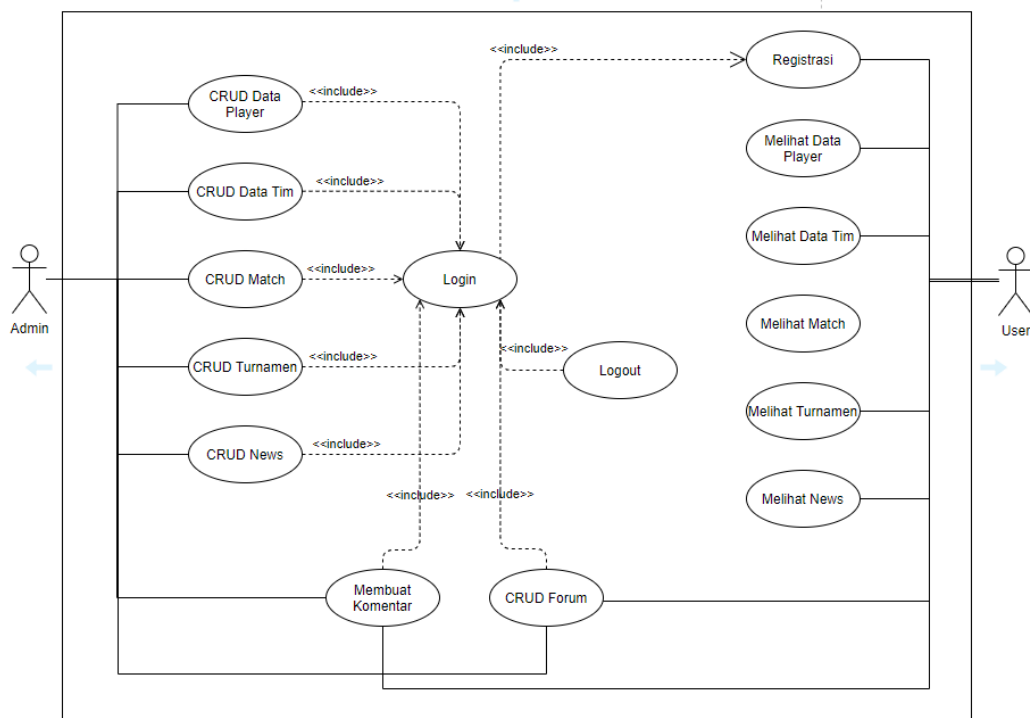 <<include>>
Registrasi
<<include>>
CRUD Data
Player
Melihat Data
Player
<<include>>
CRUD Data Tim
Melihat Data Tim
<<include>>
CRUD Match
Login
Admin
User
Melihat Match
<<include>>
<<include>>
CRUD Turnamen
Logout
Melihat Turnamen
<<include>>
CRUD News
<<include>>
<<include>>
Melihat News
Membuat
Komentar
CRUD Forum